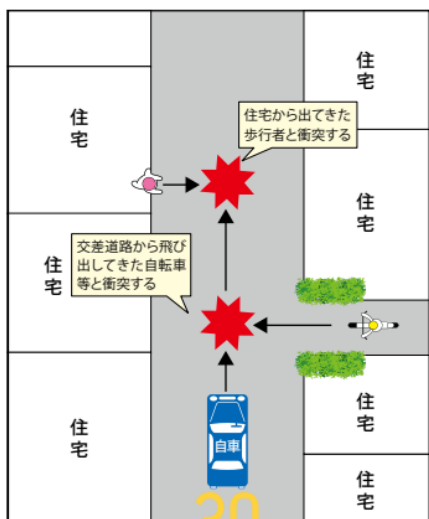 住宅
住宅
住宅から出てきた
歩行者と衝突する
交差道路から飛び
出してきた自転車
等と衝突する
住宅
住宅
自車
住宅
住宅
住宅
30